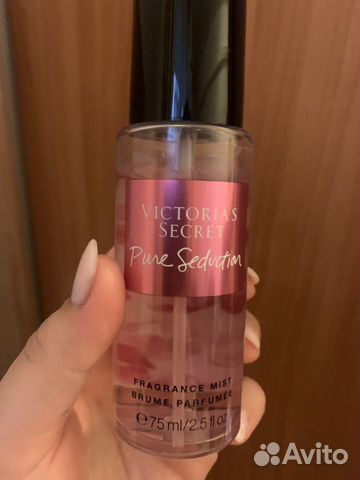 VICTORIA'S
SECRET
Pure Seduction
FRAGRANCE MIST
BRUME PARFUMÉE
℮75 ml/2.5 fl oz
Avito